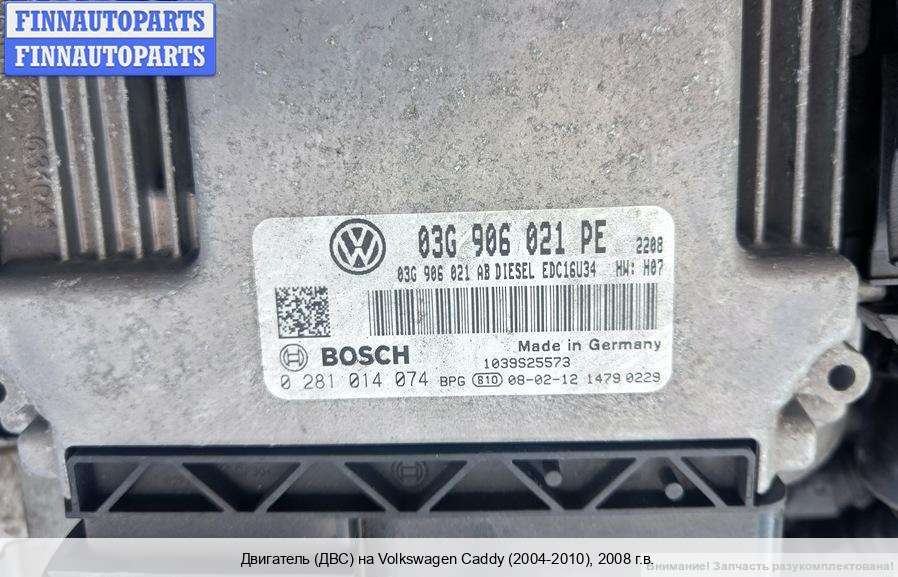 FINNAUTOPARTS
FINNAUTOPARTS
03G 906 021 PE 2208
03G 906 021 AB DIESEL EDC16U34 HW: H07
Made in Germany
BOSCH 1039S25573
0 281 014 074 BPG 810 08-02-12 1479 0229
Двигатель (ДВС) на Volkswagen Caddy (2004-2010), 2008 г.в.
Внимание! Запчасть разукомплектована!